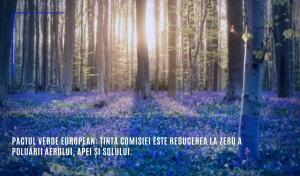 PACTUL VERDE EUROPEAN: ȚINTA COMISIEI ESTE REDUCEREA LA ZERO A
POLUĂRII AERULUI, APEI ȘI SOLULUI.